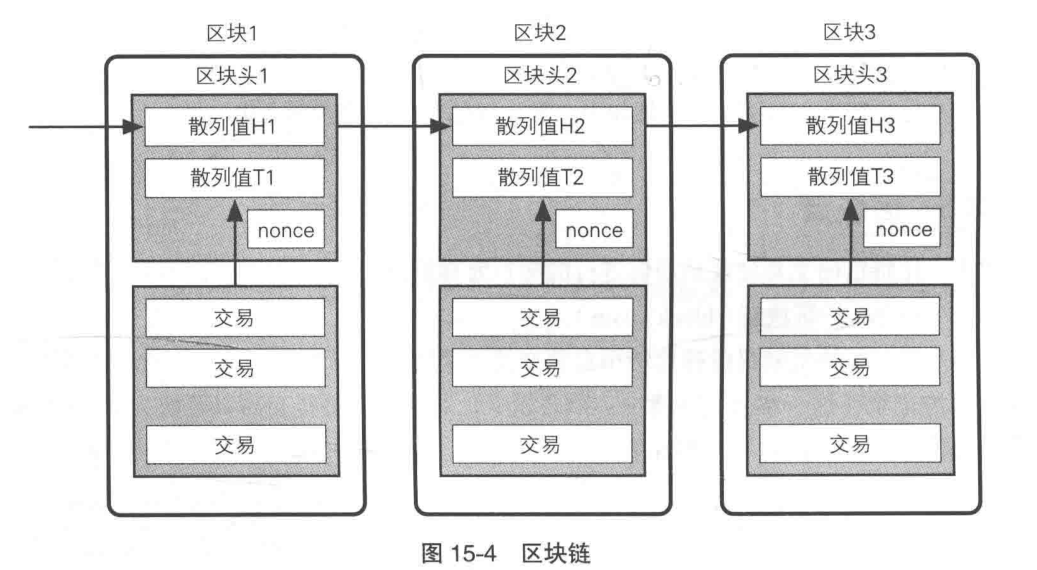 区块1 区块2 区块3
区块头1 区块头2 区块头3
散列值H1 散列值H2 散列值H3
散列值T1 散列值T2 散列值T3
nonce nonce nonce
交易 交易 交易
交易 交易 交易
交易 交易 交易
图 15-4 区块链